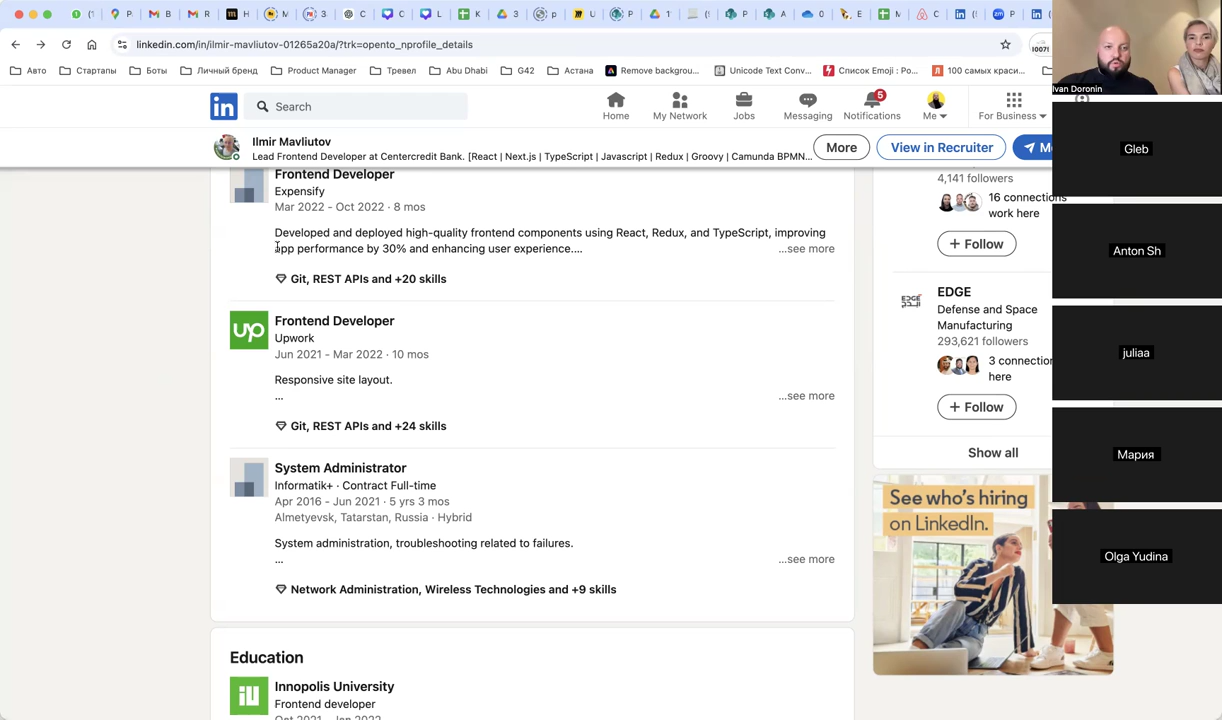 linkedin.com/in/ilmir-mavliutov-01265a20a/?trk=opento_nprofile_details
Авто
Стартапы
Боты
Личный бренд
Product Manager
Тревел
Abu Dhabi
G42
Астана
Remove backgrou...
Unicode Text Conv...
Список Emoji : Po...
100 самых краси...
in
Search
Home
My Network
Jobs
Messaging
5
Notifications
Me
For Business
Ilmir Mavliutov
Lead Frontend Developer at Centercredit Bank. [React | Next.js | TypeScript | Javascript | Redux | Groovy | Camunda BPMN...
More
View in Recruiter
Frontend Developer
Expensify
Mar 2022 - Oct 2022 · 8 mos
Developed and deployed high-quality frontend components using React, Redux, and TypeScript, improving
app performance by 30% and enhancing user experience....
...see more
Git, REST APIs and +20 skills
up
Frontend Developer
Upwork
Jun 2021 - Mar 2022 · 10 mos
Responsive site layout.
...
...see more
Git, REST APIs and +24 skills
System Administrator
Informatik+ · Contract Full-time
Apr 2016 - Jun 2021 · 5 yrs 3 mos
Almetyevsk, Tatarstan, Russia · Hybrid
System administration, troubleshooting related to failures.
...
...see more
Network Administration, Wireless Technologies and +9 skills
Education
Innopolis University
Frontend developer
Oct 2021 - Jan 2022
4,141 followers
16 connections
work here
+ Follow
EDGE
EDGE
Defense and Space
Manufacturing
293,621 followers
3 connection
here
+ Follow
Show all
See who's hiring
on LinkedIn.
Ivan Doronin
Gleb
Anton Sh
juliaa
Мария
Olga Yudina